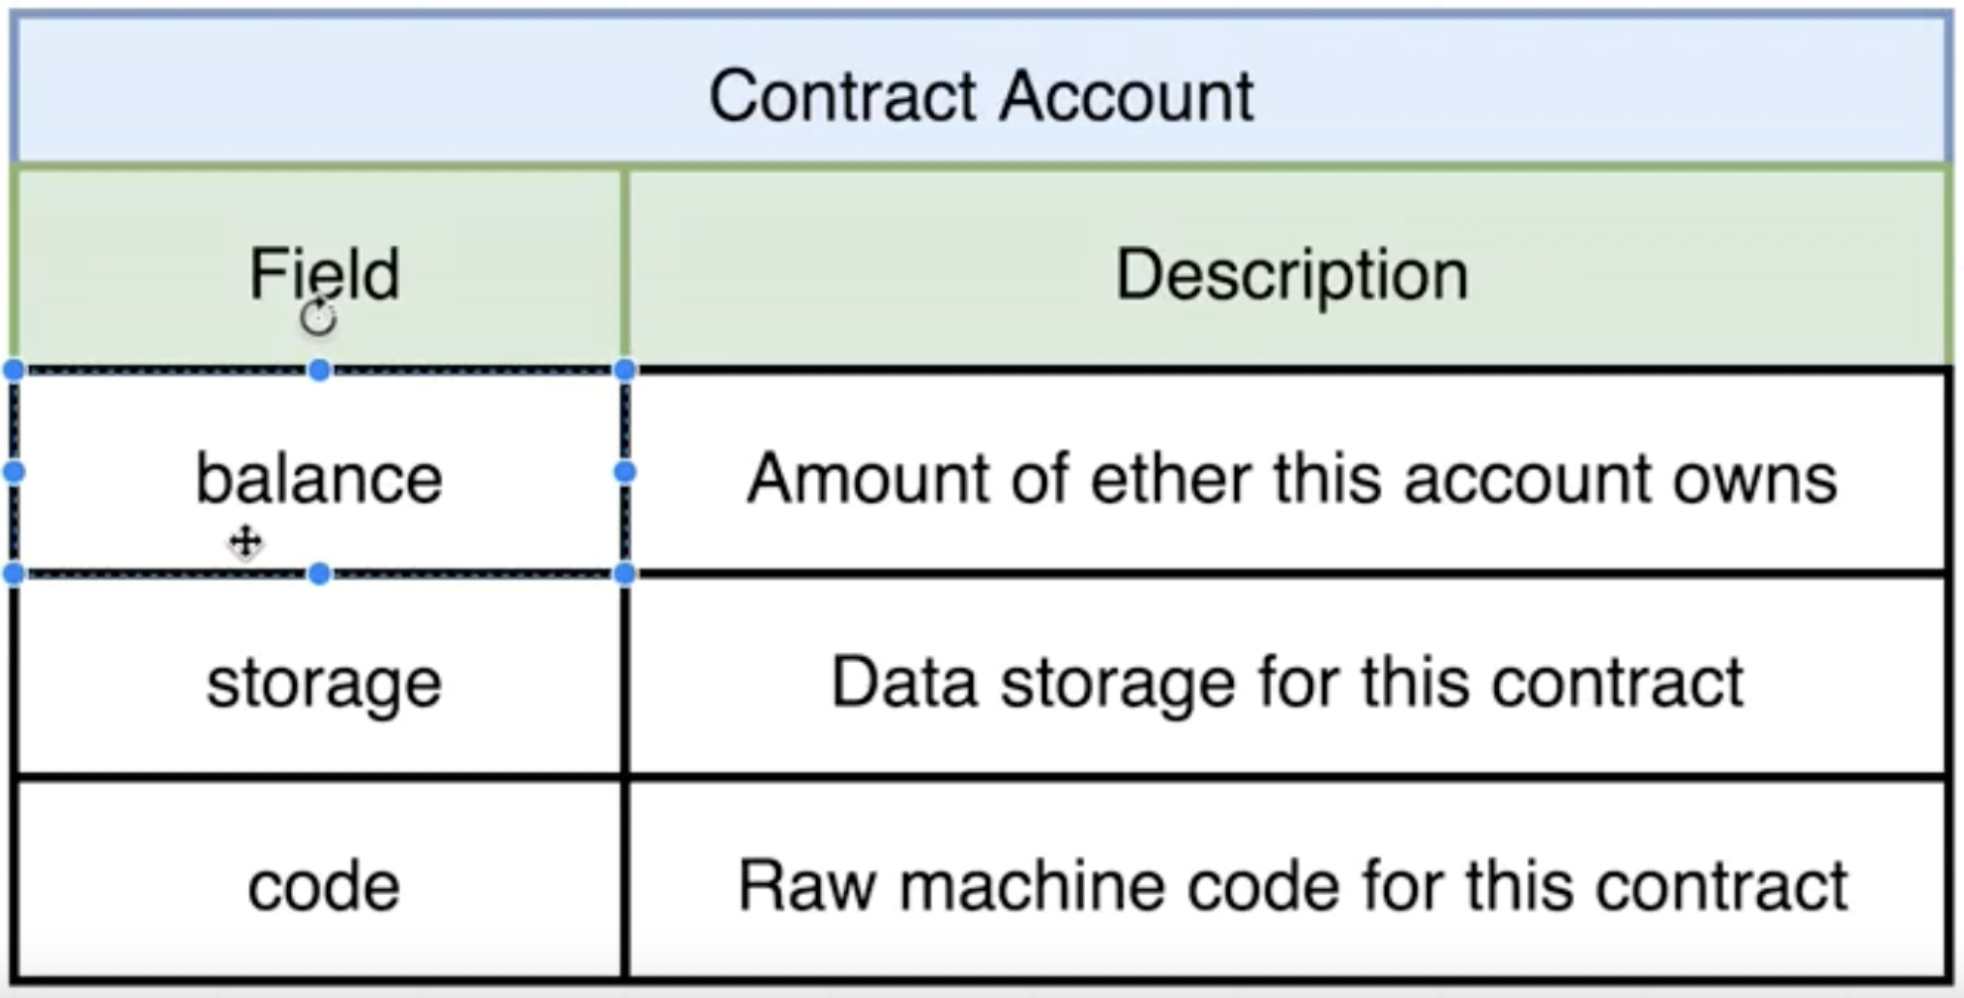 Contract Account
Field
Description
balance
Amount of ether this account owns
storage
Data storage for this contract
code
Raw machine code for this contract